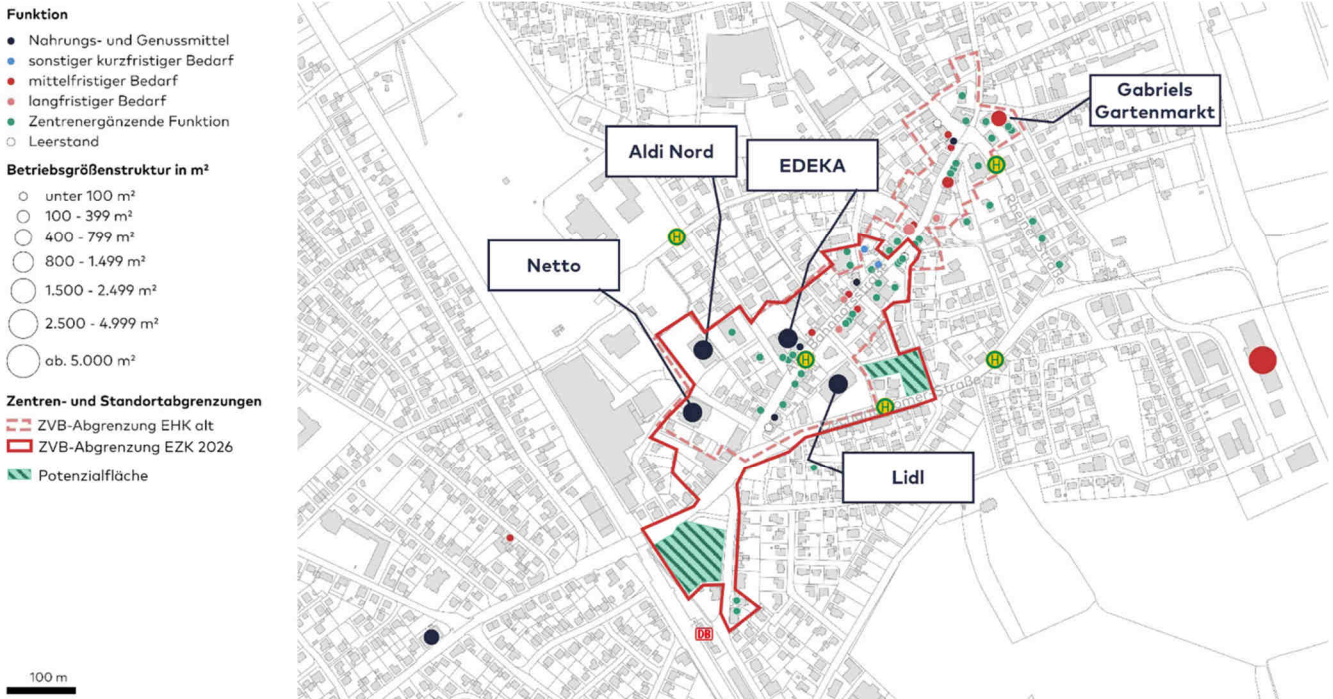 Funktion
Nahrungs- und Genussmittel
sonstiger kurzfristiger Bedarf
mittelfristiger Bedarf
langfristiger Bedarf
Zentrenergänzende Funktion
Leerstand
Betriebsgrößenstruktur in m²
unter 100 m²
100 - 399 m²
400 - 799 m²
800 - 1.499 m²
1.500 - 2.499 m²
2.500 - 4.999 m²
ab. 5.000 m²
Zentren- und Standortabgrenzungen
ZVB-Abgrenzung EHK alt
ZVB-Abgrenzung EZK 2026
Potenzialfläche
100 m
Gabriels
Gartenmarkt
Aldi Nord
EDEKA
Netto
Lidl
H
H
H
H
H
Straße
DB